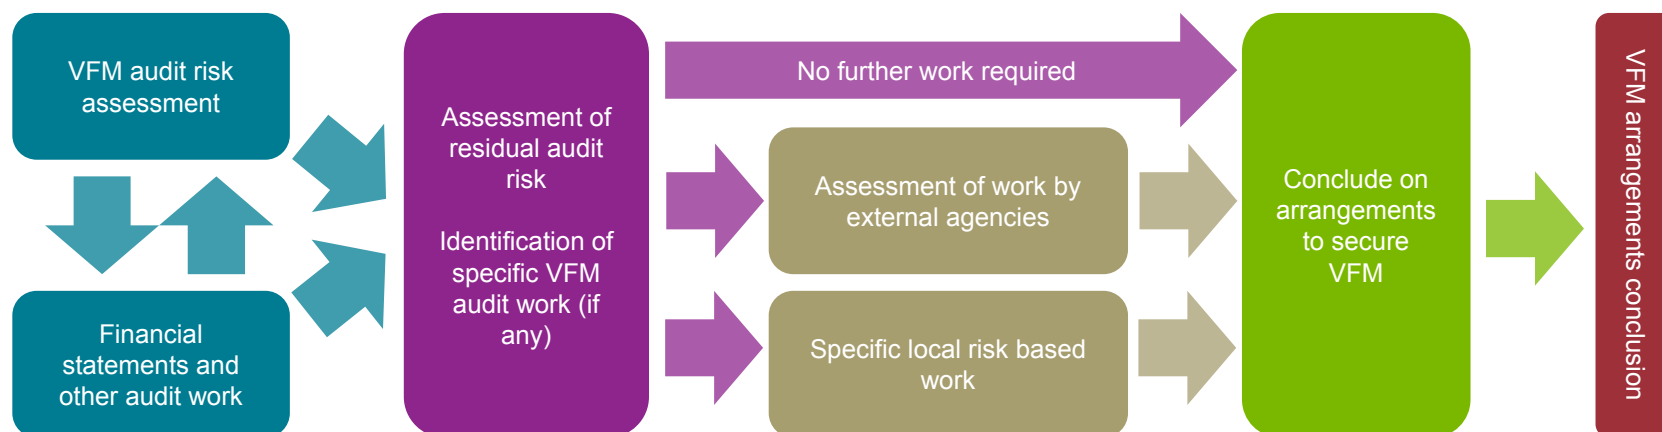 VFM audit risk
assessment
Financial
statements and
other audit work
Assessment of
residual audit
risk
Identification of
specific VFM
audit work (if
any)
No further work required
Assessment of work by
external agencies
Specific local risk based
work
Conclude on
arrangements
to secure
VFM
VFM arrangements conclusion